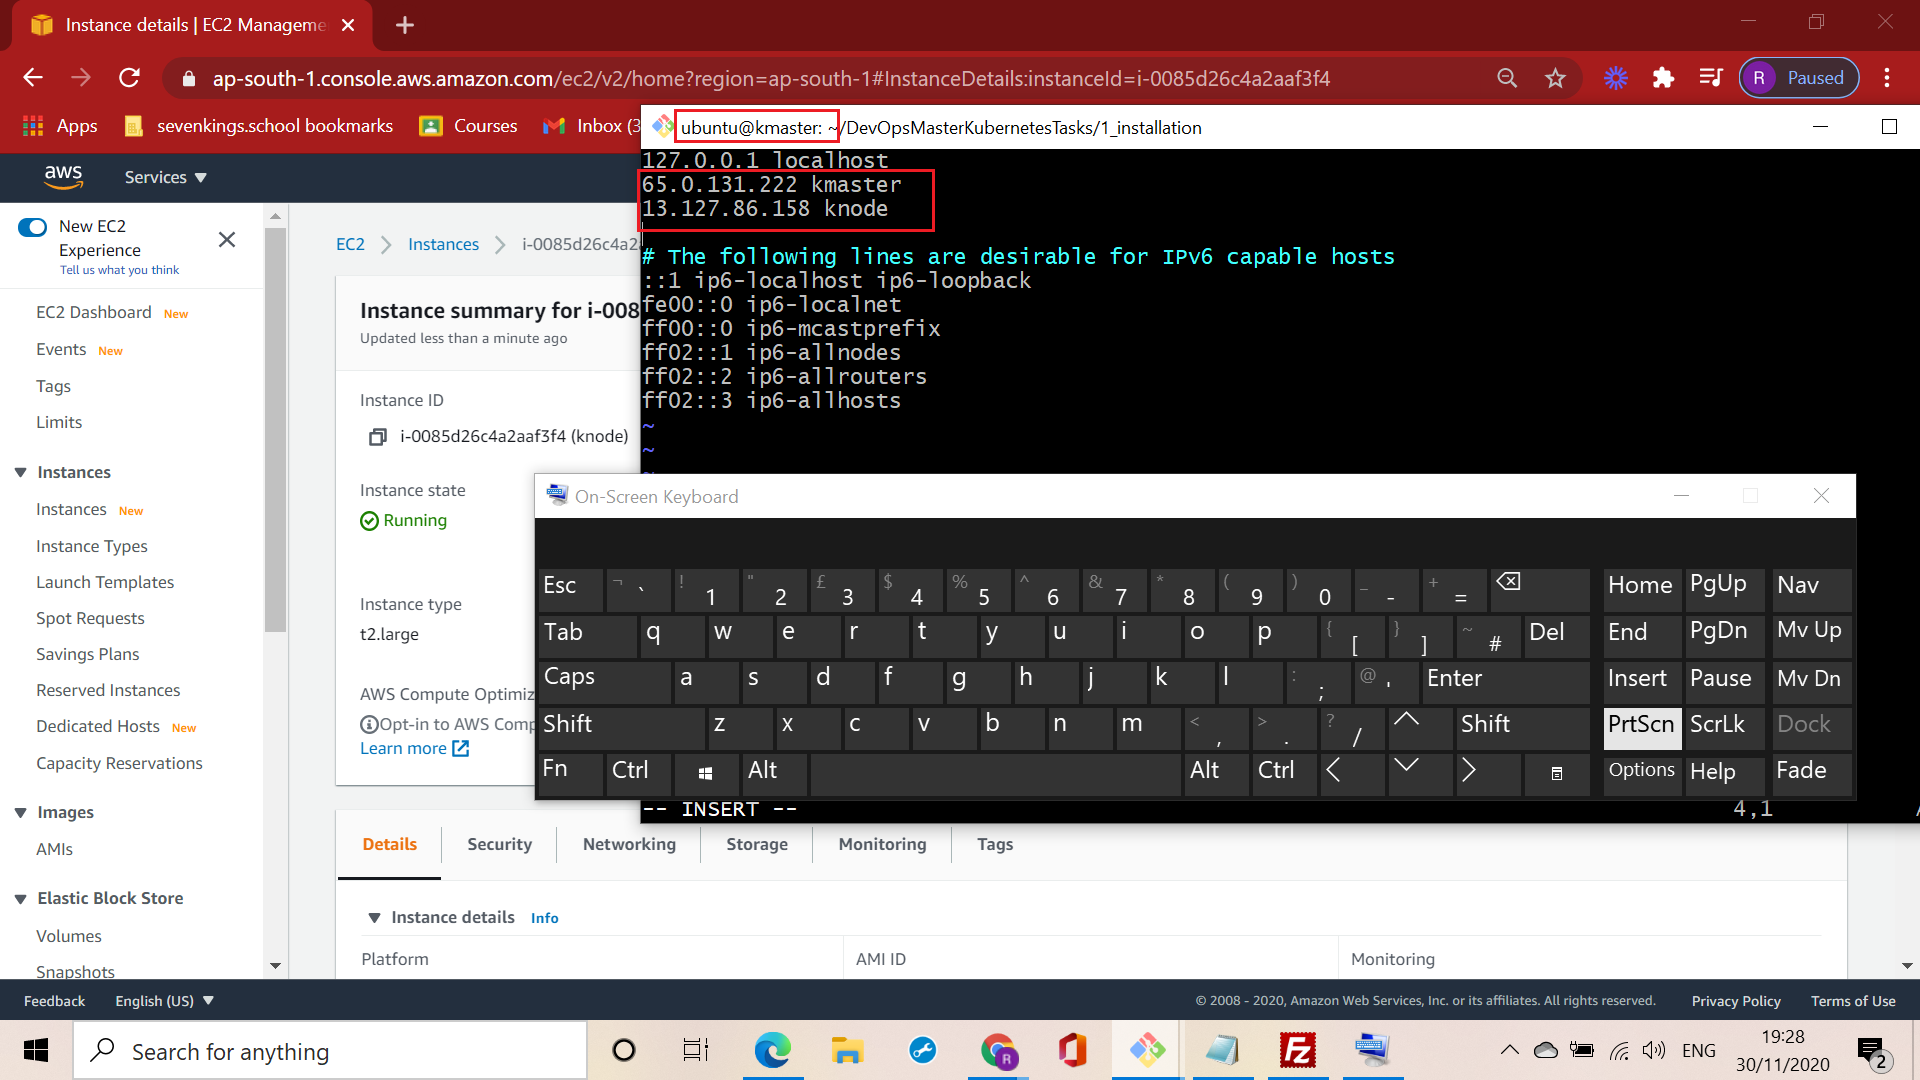 Instance details | EC2 Manageme
ap-south-1.console.aws.amazon.com/ec2/v2/home?region=ap-south-1#InstanceDetails:instanceId=i-0085d26c4a2aaf3f4
R Paused
Apps
sevenkings.school bookmarks
Courses
Inbox (3
ubuntu@kmaster: ~/DevOpsMasterKubernetesTasks/1_installation
aws
Services
127.0.0.1 localhost
65.0.131.222 kmaster
13.127.86.158 knode
# The following lines are desirable for IPv6 capable hosts
::1 ip6-localhost ip6-loopback
fe00::0 ip6-localnet
ff00::0 ip6-mcastprefix
ff02::1 ip6-allnodes
ff02::2 ip6-allrouters
ff02::3 ip6-allhosts
~
~
-- INSERT --
4,1
New EC2
Experience
Tell us what you think
EC2 Dashboard New
Events New
Tags
Limits
Instances
Instances New
Instance Types
Launch Templates
Spot Requests
Savings Plans
Reserved Instances
Dedicated Hosts New
Capacity Reservations
Images
AMIs
Elastic Block Store
Volumes
Snapshots
EC2
Instances
i-0085d26c4a2
Instance summary for i-008
Updated less than a minute ago
Instance ID
i-0085d26c4a2aaf3f4 (knode)
Instance state
Running
Instance type
t2.large
AWS Compute Optimiz
Opt-in to AWS Comp
Learn more
On-Screen Keyboard
Esc ¬ ` ! 1 " 2 £ 3 $ 4 % 5 ^ 6 & 7 * 8 ( 9 ) 0 _ - + = Home PgUp Nav
Tab q w e r t y u i o p { [ } ] ~ # Del End PgDn Mv Up
Caps a s d f g h j k l : ; @ ' Enter Insert Pause Mv Dn
Shift z x c v b n m < , > . ? / Shift PrtScn ScrLk Dock
Fn Ctrl Alt Alt Ctrl Options Help Fade
Details
Security
Networking
Storage
Monitoring
Tags
Instance details Info
Platform
AMI ID
Monitoring
Feedback
English (US)
© 2008 - 2020, Amazon Web Services, Inc. or its affiliates. All rights reserved.
Privacy Policy
Terms of Use
Search for anything
R
Fz
ENG
19:28
30/11/2020
2